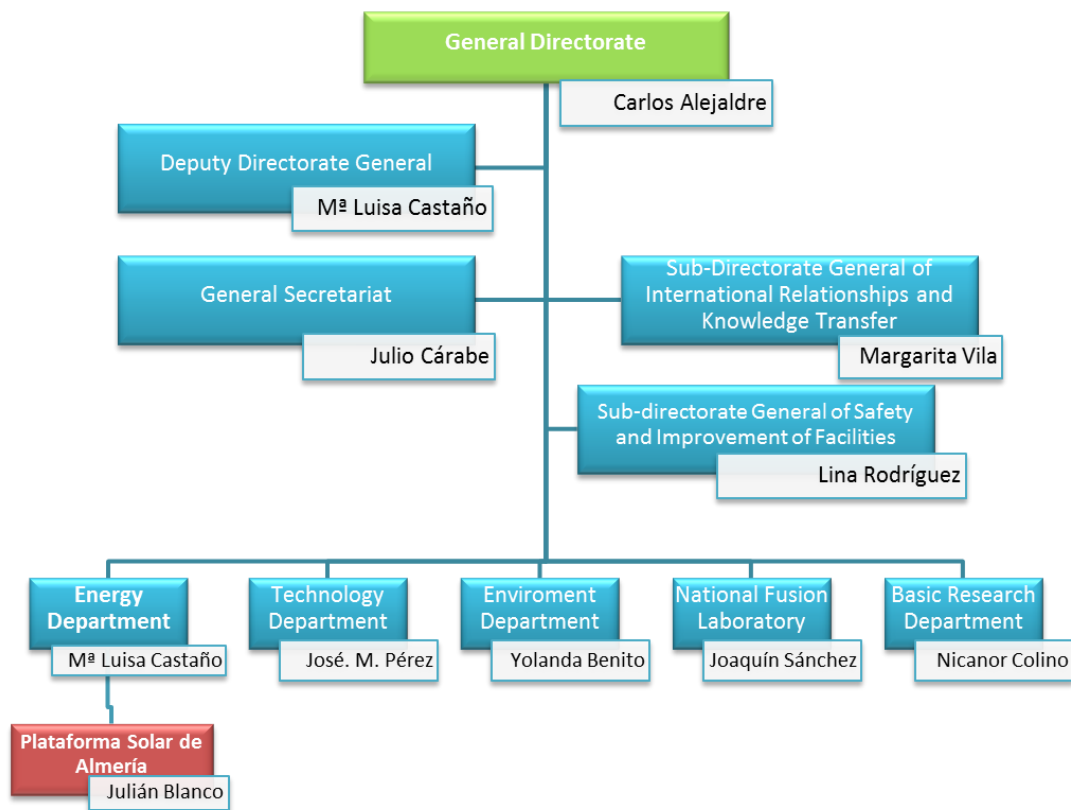 General Directorate
Carlos Alejaldre
Deputy Directorate General
Mª Luisa Castaño
General Secretariat
Julio Cárabe
Sub-Directorate General of
International Relationships and
Knowledge Transfer
Margarita Vila
Sub-directorate General of Safety
and Improvement of Facilities
Lina Rodríguez
Energy
Department
Mª Luisa Castaño
Technology
Department
José. M. Pérez
Enviroment
Department
Yolanda Benito
National Fusion
Laboratory
Joaquín Sánchez
Basic Research
Department
Nicanor Colino
Plataforma Solar de
Almería
Julián Blanco